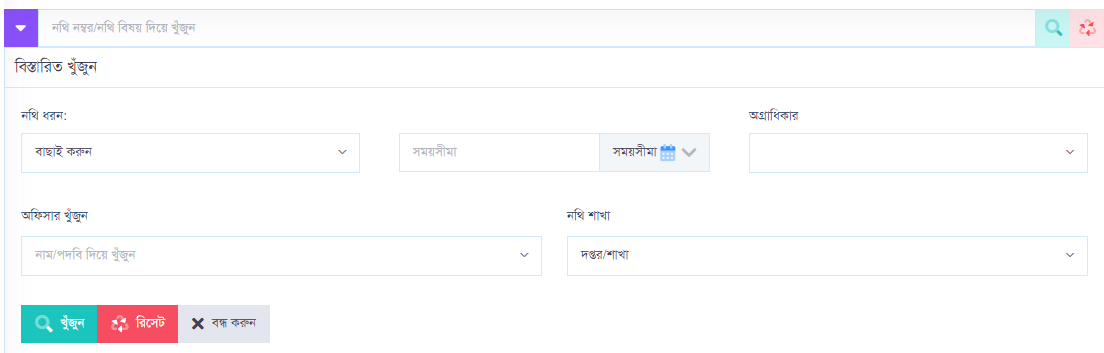 নথি নম্বর/নথি বিষয় দিয়ে খুঁজুন
বিস্তারিত খুঁজুন
নথি ধরন:
অগ্রাধিকার
বাছাই করুন
সময়সীমা
সময়সীমা
অফিসার খুঁজুন
নথি শাখা
নাম/পদবি দিয়ে খুঁজুন
দপ্তর/শাখা
খুঁজুন
রিসেট
বন্ধ করুন